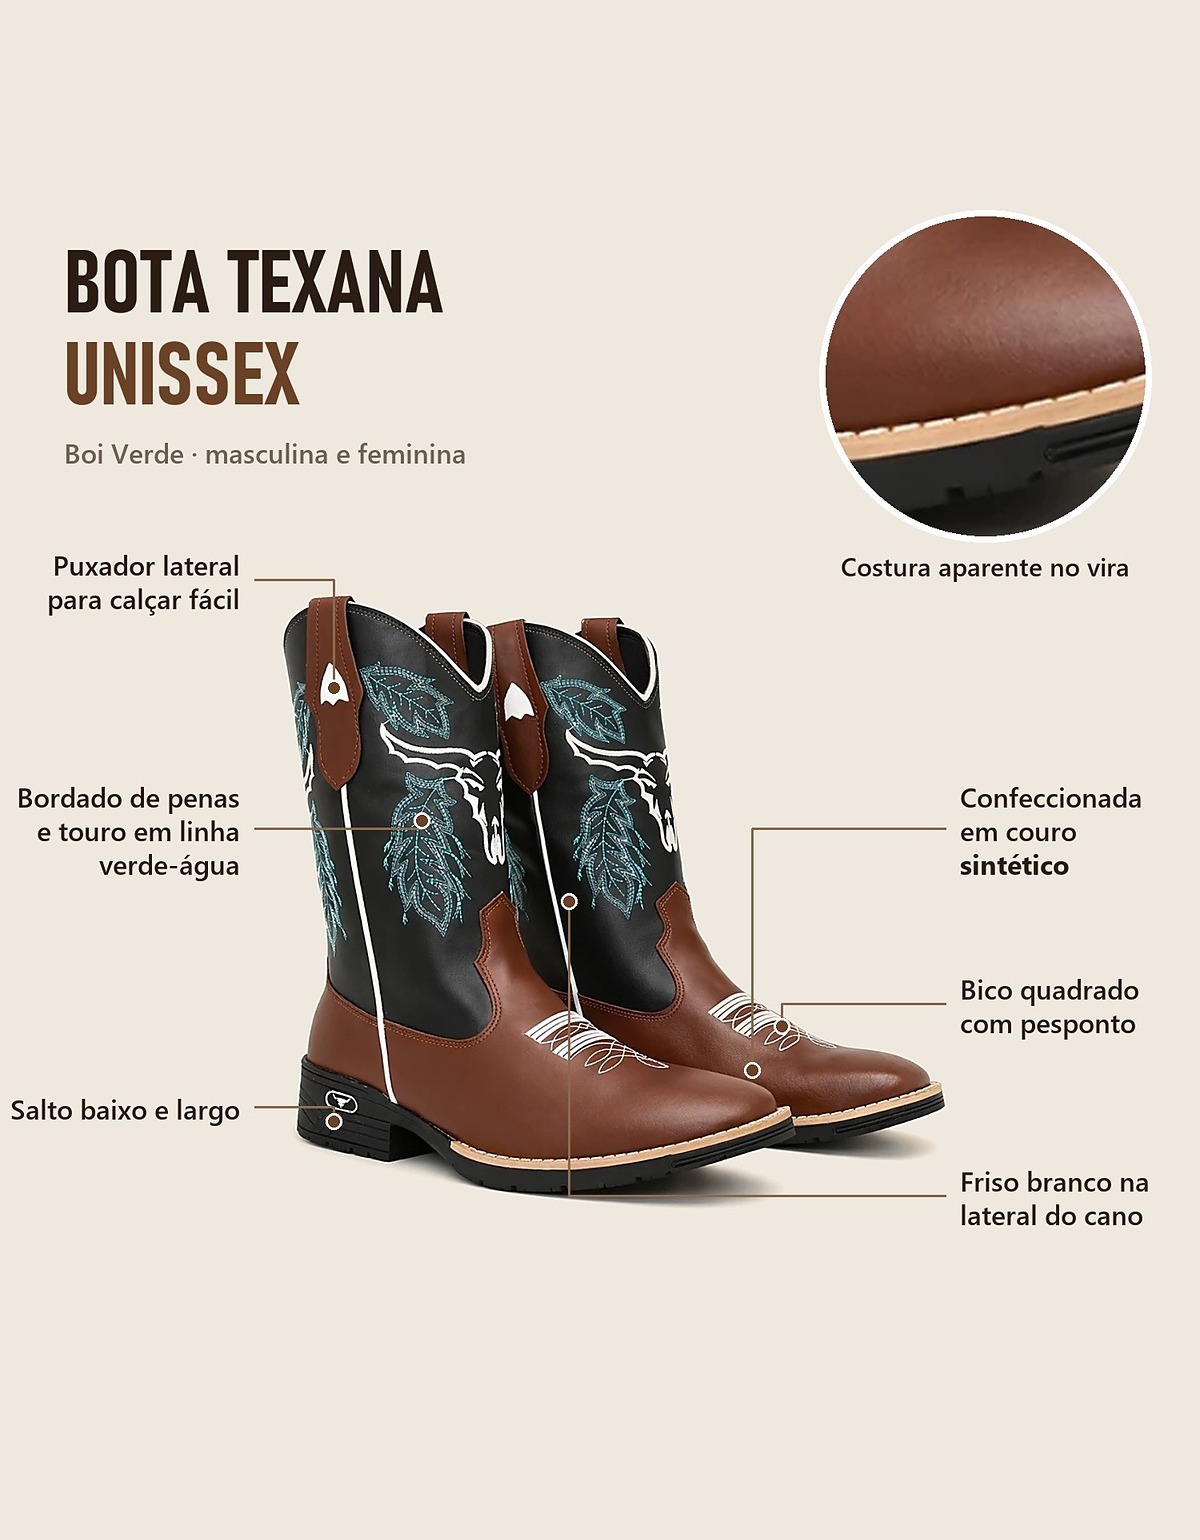 BOTA TEXANA
UNISSEX
Boi Verde · masculina e feminina
Costura aparente no vira
Puxador lateral
para calçar fácil
Bordado de penas
e touro em linha
verde-água
Salto baixo e largo
Confeccionada
em couro
sintético
Bico quadrado
com pesponto
Friso branco na
lateral do cano